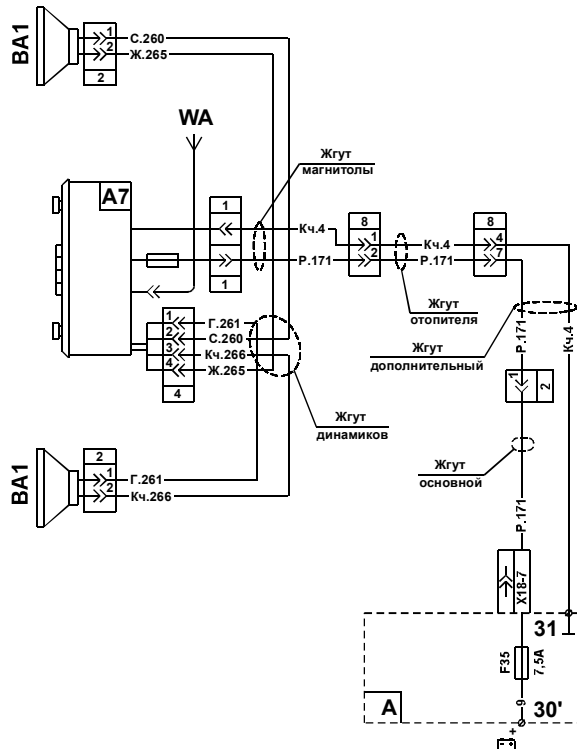 BA1
1
С.260
2
Ж.265
2
WA
A7
Жгут
магнитолы
1
1
Кч.4
Р.171
8
1
2
Кч.4
Р.171
8
4
7
Жгут
отопителя
Жгут
дополнительный
Р.171
Кч.4
1
2
1
Г.261
2
С.260
3
Кч.266
4
Ж.265
4
Жгут
динамиков
BA1
2
1
Г.261
2
Кч.266
Жгут
основной
Р.171
X18-7
31
F35
7,5A
A
9
30'
+